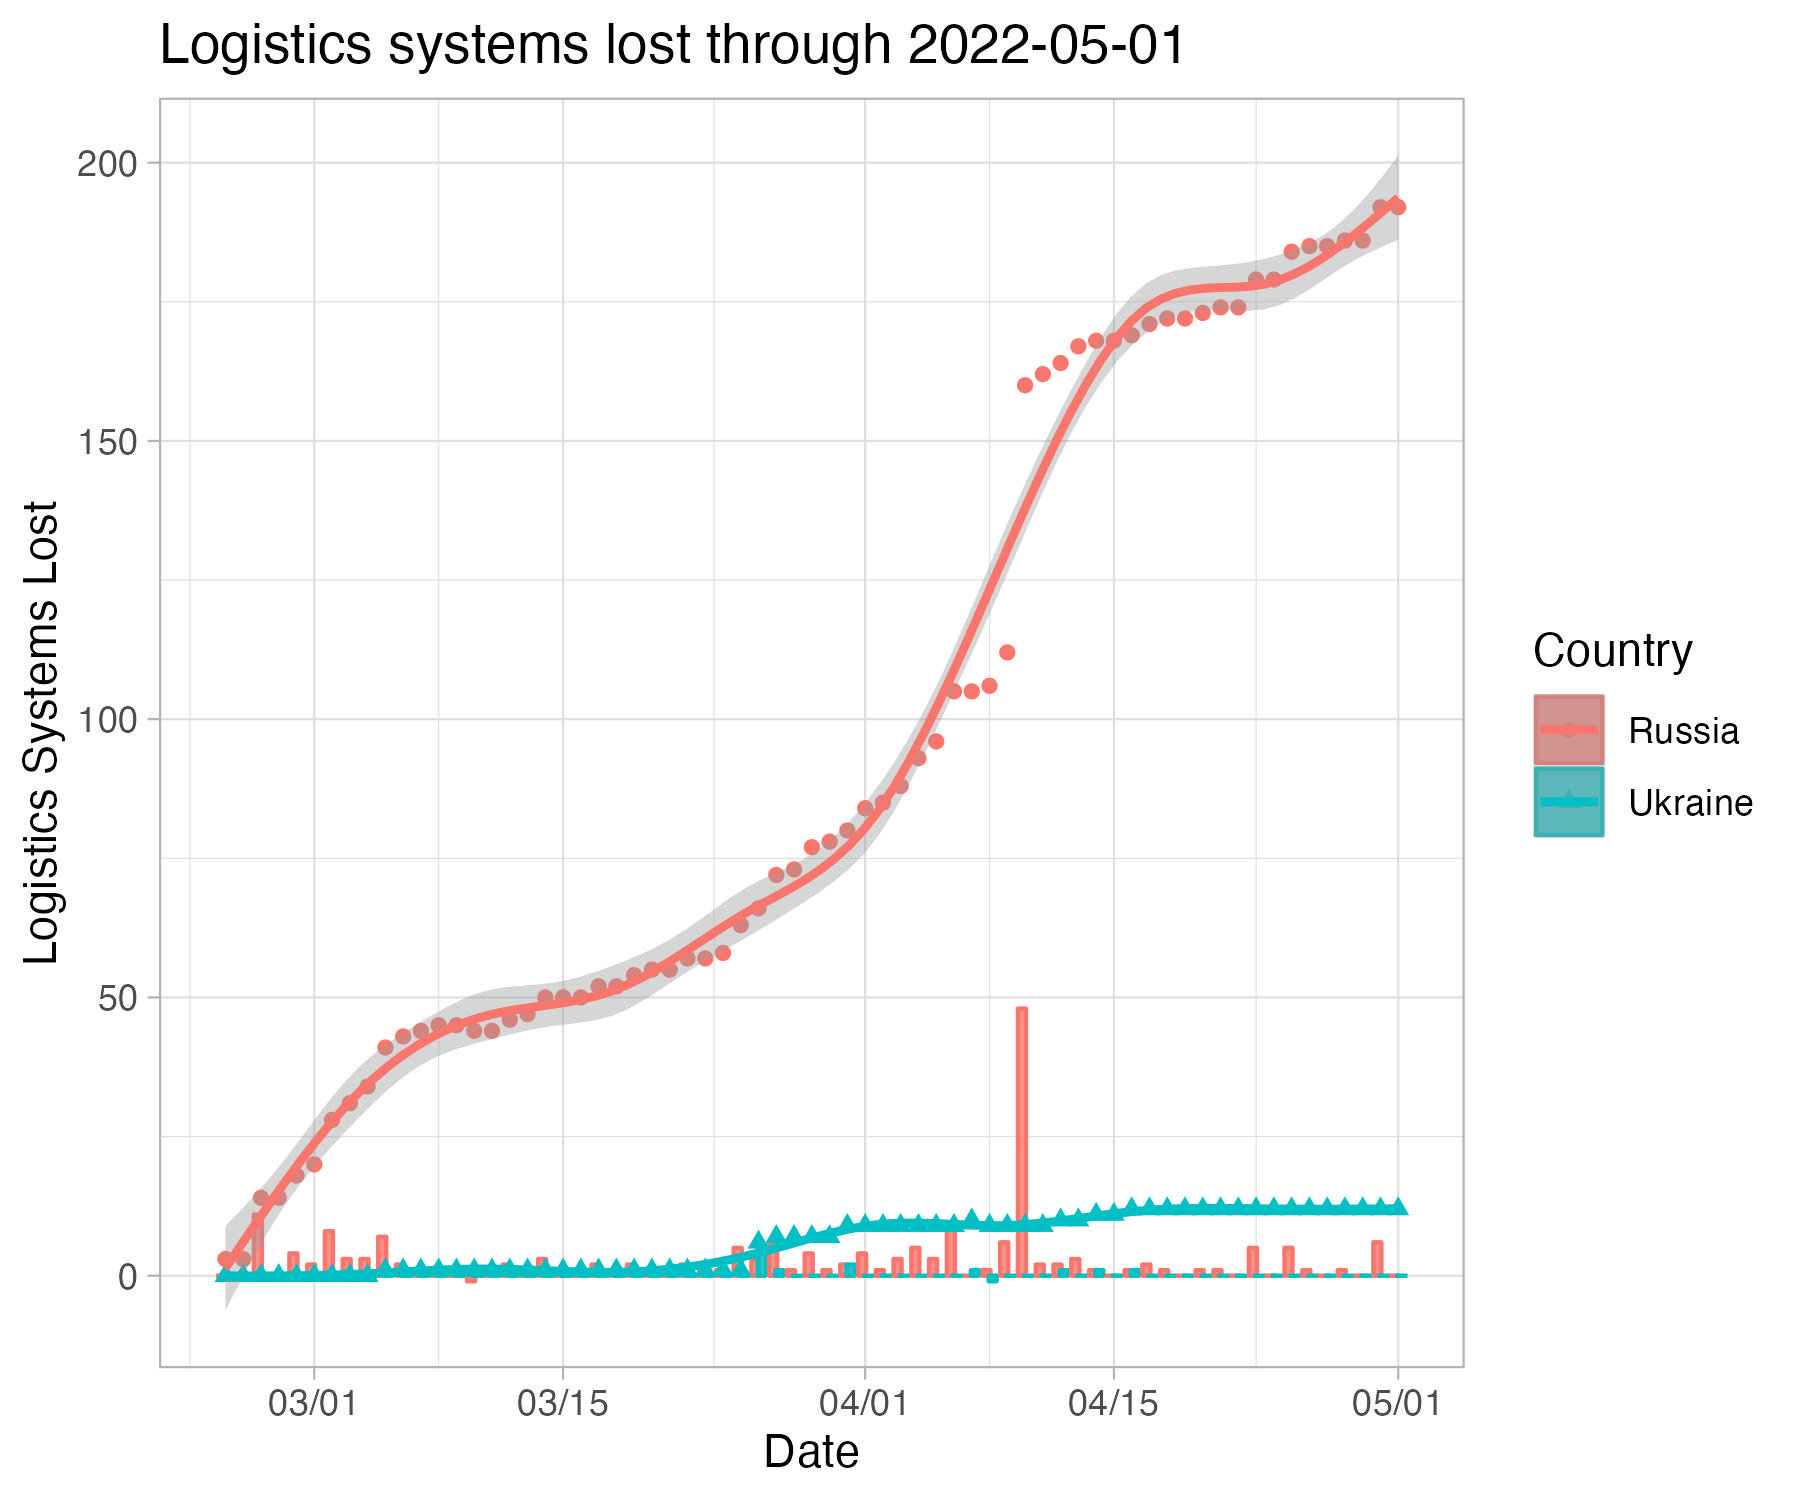 Logistics systems lost through 2022-05-01
Logistics Systems Lost
200
150
100
50
0
03/01
03/15
04/01
04/15
05/01
Date
Country
Russia
Ukraine